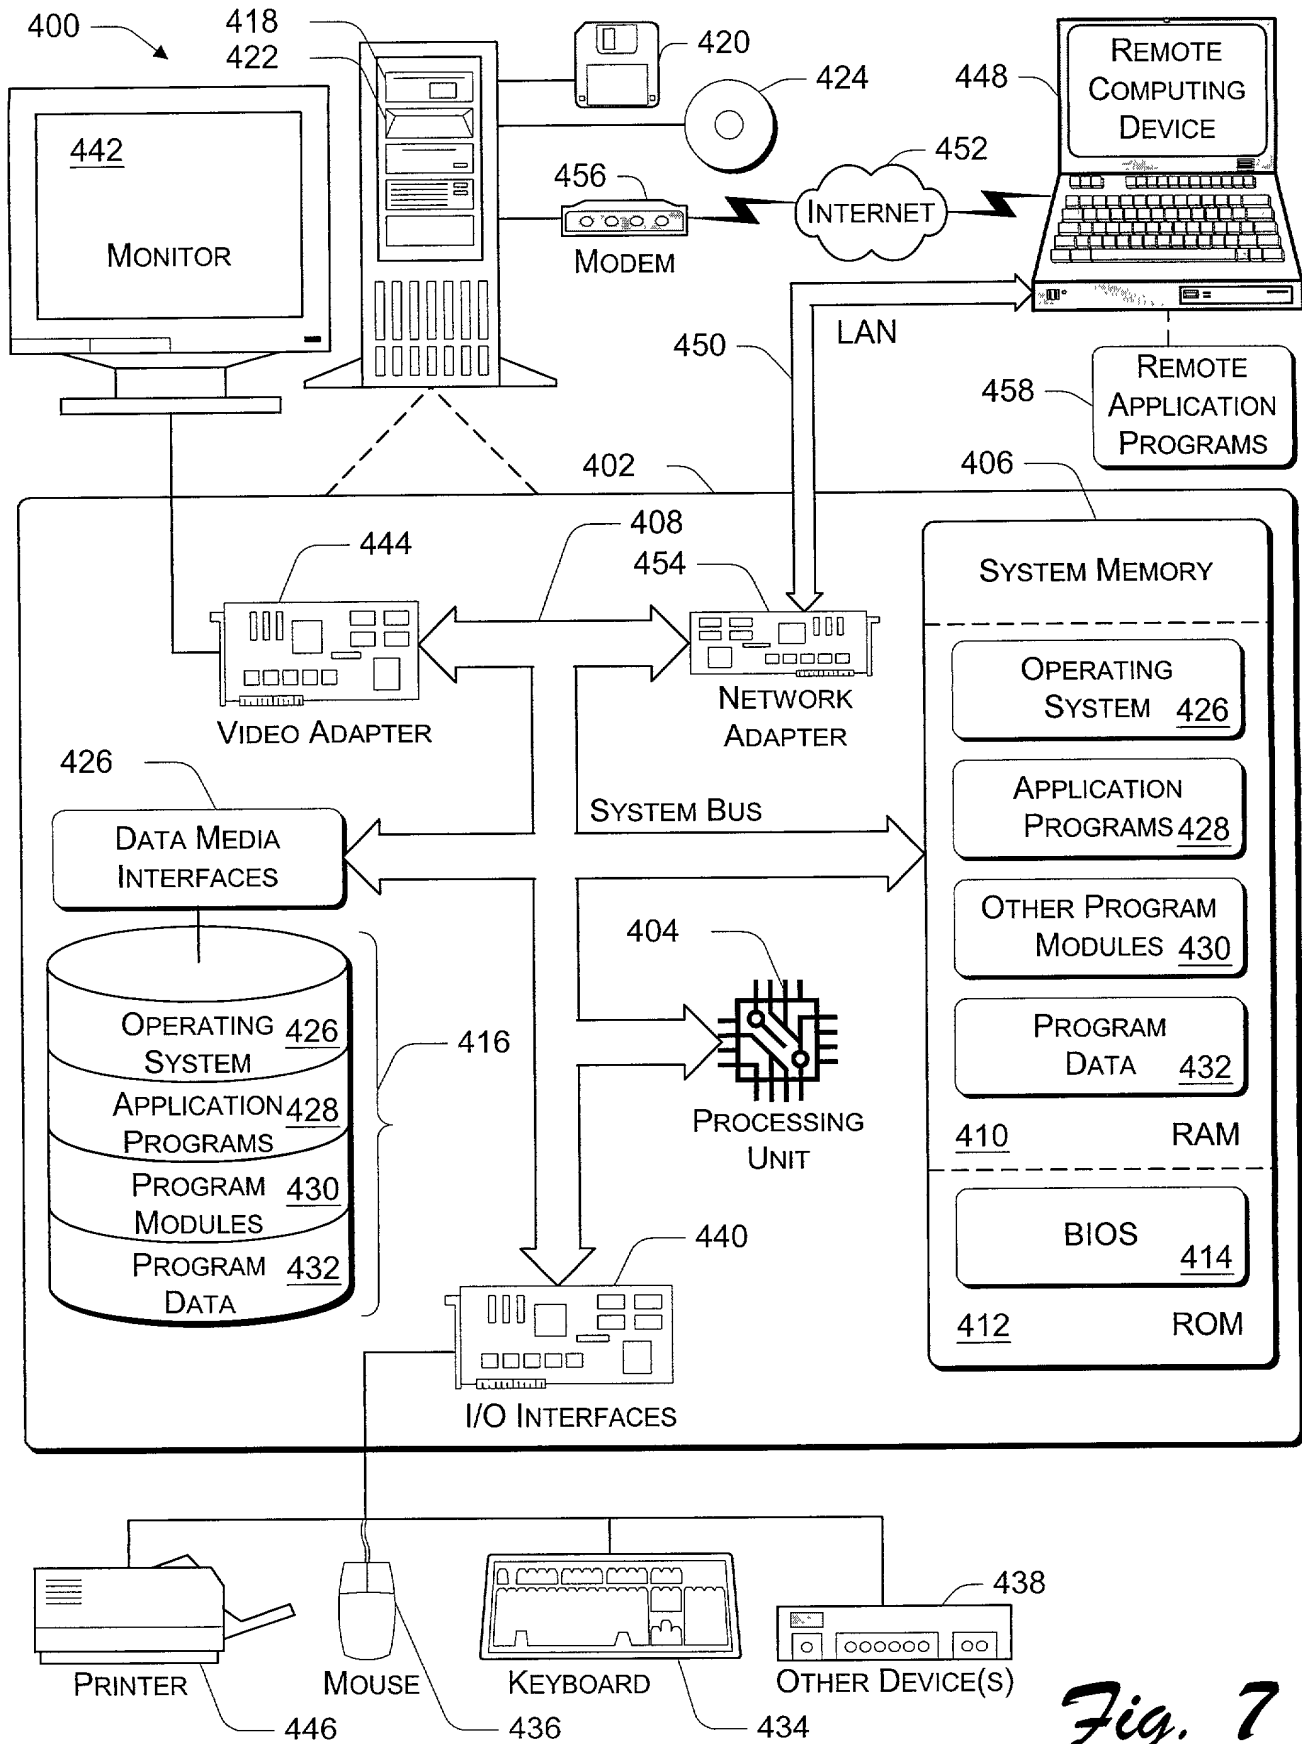 400
418
422
420
424
448
REMOTE
COMPUTING
DEVICE
442
MONITOR
456
MODEM
452
INTERNET
450
LAN
REMOTE
APPLICATION
PROGRAMS
458
402
406
444
408
454
VIDEO ADAPTER
NETWORK
ADAPTER
SYSTEM MEMORY
OPERATING
SYSTEM 426
APPLICATION
PROGRAMS 428
OTHER PROGRAM
MODULES 430
PROGRAM
DATA 432
410 RAM
BIOS
414
412 ROM
426
DATA MEDIA
INTERFACES
SYSTEM BUS
404
PROCESSING
UNIT
OPERATING
SYSTEM 426
APPLICATION
PROGRAMS 428
PROGRAM
MODULES 430
PROGRAM
DATA 432
416
440
I/O INTERFACES
PRINTER
446
MOUSE
436
KEYBOARD
434
438
OTHER DEVICE(S)
Fig. 7